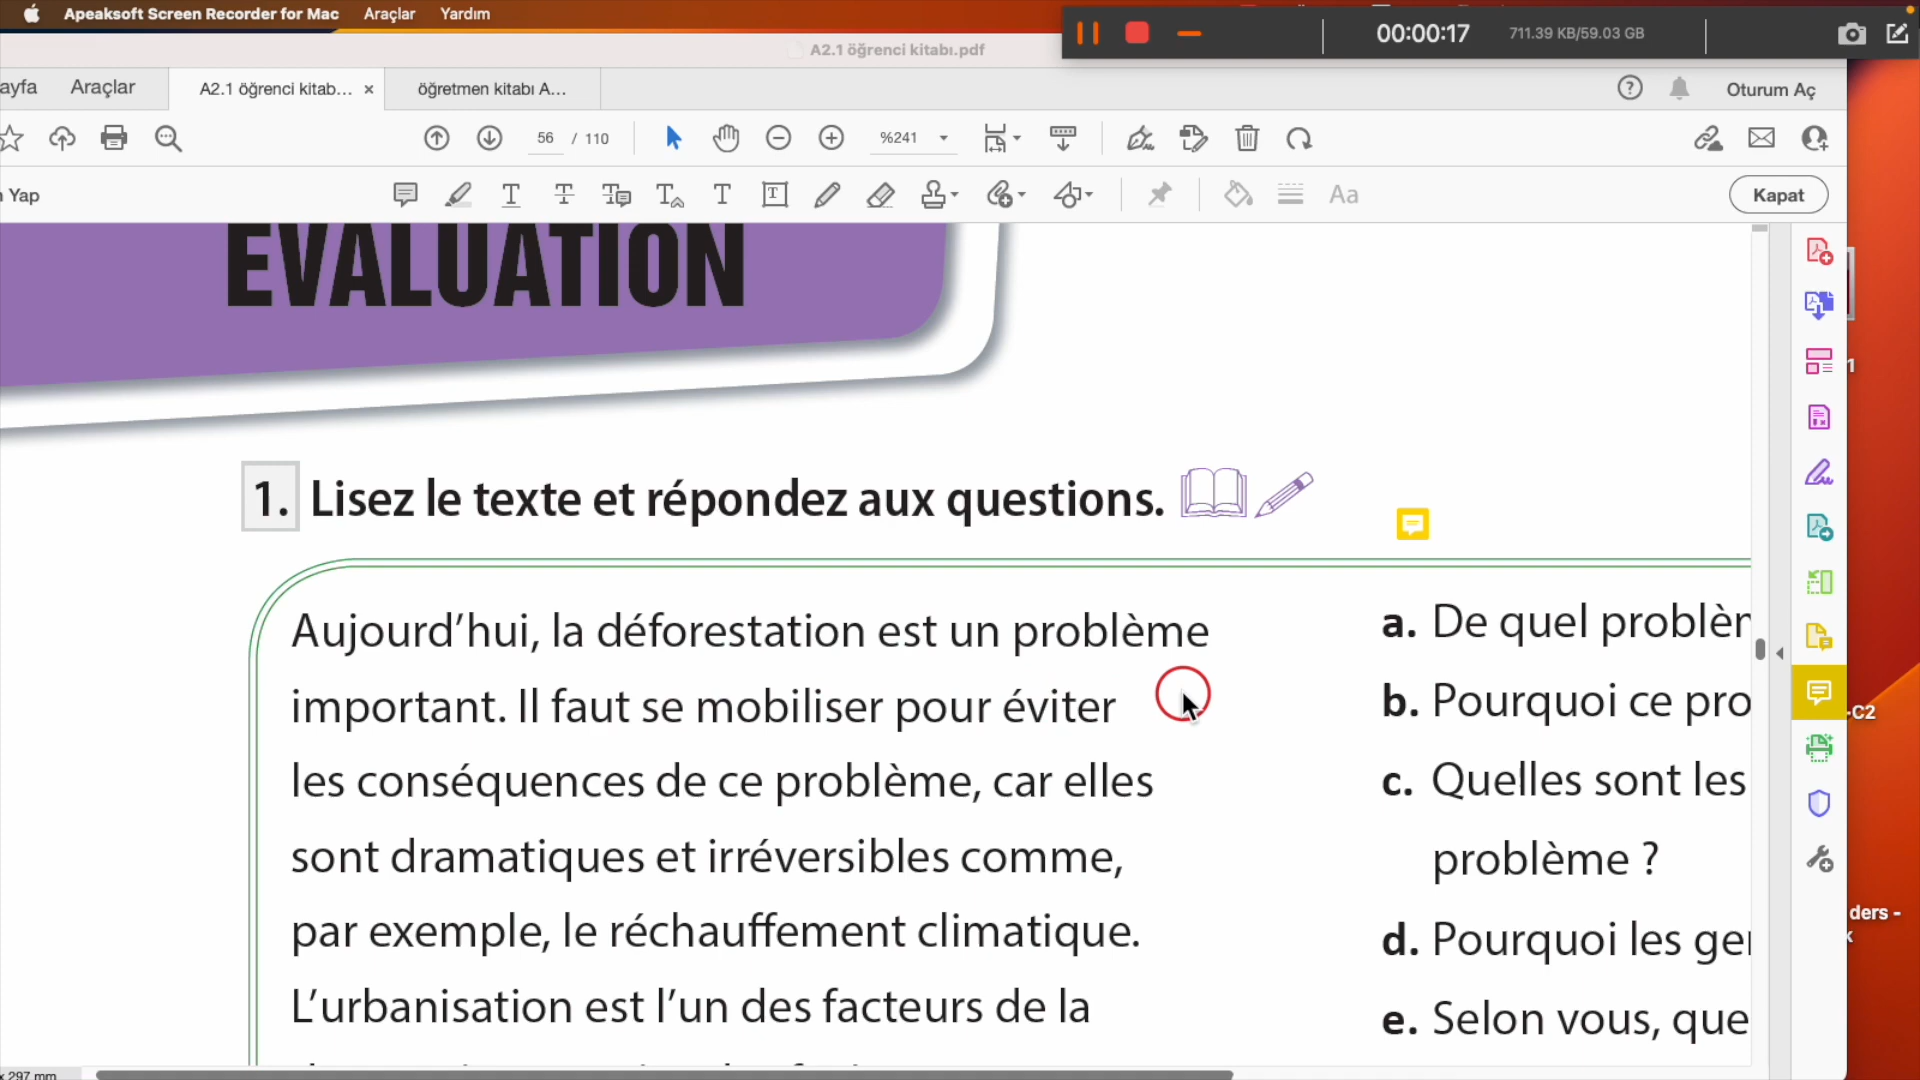 Apeaksoft Screen Recorder for Mac Araçlar Yardım
00:00:17 711.39 KB/59.03 GB
A2.1 öğrenci kitabı.pdf
ayfa Araçlar A2.1 öğrenci kitab... × öğretmen kitabı A... Oturum Aç
56 / 110 %241
n Yap Kapat
EVALUATION
1. Lisez le texte et répondez aux questions.
Aujourd’hui, la déforestation est un problème
important. Il faut se mobiliser pour éviter
les conséquences de ce problème, car elles
sont dramatiques et irréversibles comme,
par exemple, le réchauffement climatique.
L’urbanisation est l’un des facteurs de la
a. De quel problèm
b. Pourquoi ce pro
c. Quelles sont les
problème ?
d. Pourquoi les ge
e. Selon vous, que
1
-C2
ders -
k
x 297 mm